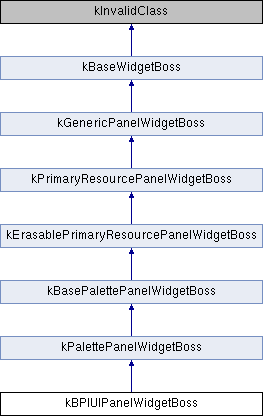 kInvalidClass
kBaseWidgetBoss
kGenericPanelWidgetBoss
kPrimaryResourcePanelWidgetBoss
kErasablePrimaryResourcePanelWidgetBoss
kBasePalettePanelWidgetBoss
kPalettePanelWidgetBoss
kBPIUIPanelWidgetBoss